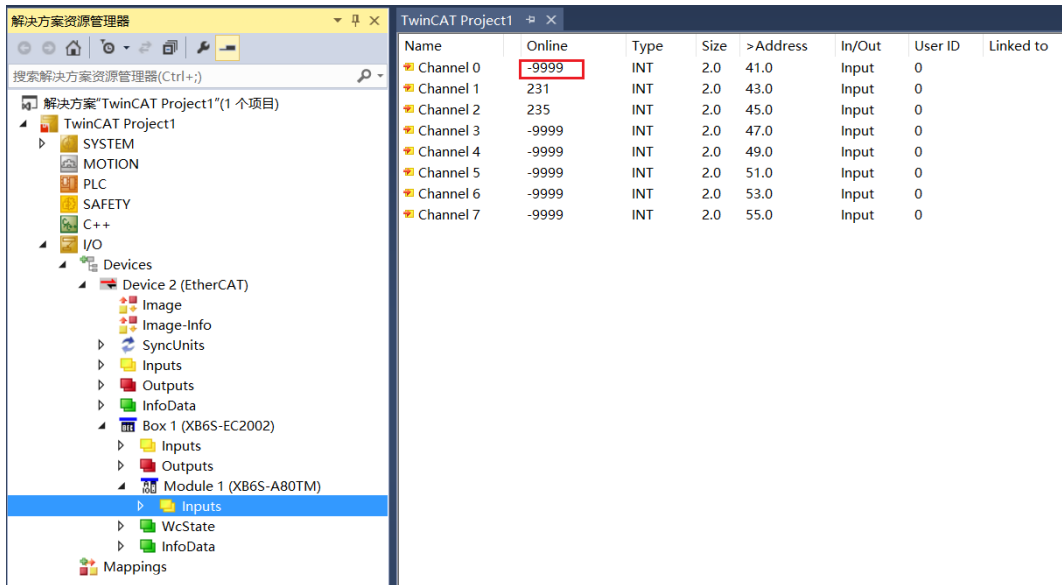 解决方案资源管理器
搜索解决方案资源管理器(Ctrl+;)
解决方案"TwinCAT Project1"(1 个项目)
TwinCAT Project1
SYSTEM
MOTION
PLC
SAFETY
C++
I/O
Devices
Device 2 (EtherCAT)
Image
Image-Info
SyncUnits
Inputs
Outputs
InfoData
Box 1 (XB6S-EC2002)
Inputs
Outputs
Module 1 (XB6S-A80TM)
Inputs
WcState
InfoData
Mappings
TwinCAT Project1
Name Online Type Size >Address In/Out User ID Linked to
Channel 0 -9999 INT 2.0 41.0 Input 0
Channel 1 231 INT 2.0 43.0 Input 0
Channel 2 235 INT 2.0 45.0 Input 0
Channel 3 -9999 INT 2.0 47.0 Input 0
Channel 4 -9999 INT 2.0 49.0 Input 0
Channel 5 -9999 INT 2.0 51.0 Input 0
Channel 6 -9999 INT 2.0 53.0 Input 0
Channel 7 -9999 INT 2.0 55.0 Input 0